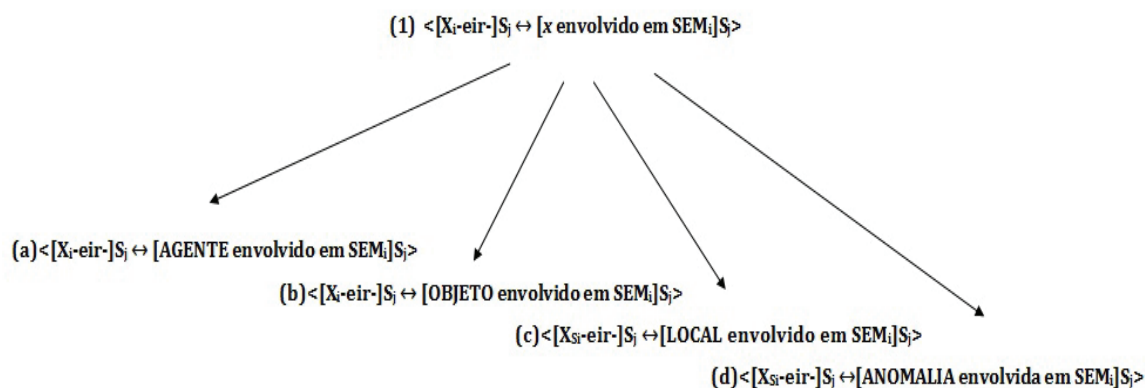 (1) <[Xᵢ-eir-]Sⱼ ↔ [x envolvido em SEMᵢ]Sⱼ>
(a)<[Xᵢ-eir-]Sⱼ ↔ [AGENTE envolvido em SEMᵢ]Sⱼ>
(b)<[Xᵢ-eir-]Sⱼ ↔ [OBJETO envolvido em SEMᵢ]Sⱼ>
(c)<[Xsᵢ-eir-]Sⱼ ↔[LOCAL envolvido em SEMᵢ]Sⱼ>
(d)<[Xsᵢ-eir-]Sⱼ ↔[ANOMALIA envolvida em SEMᵢ]Sⱼ>